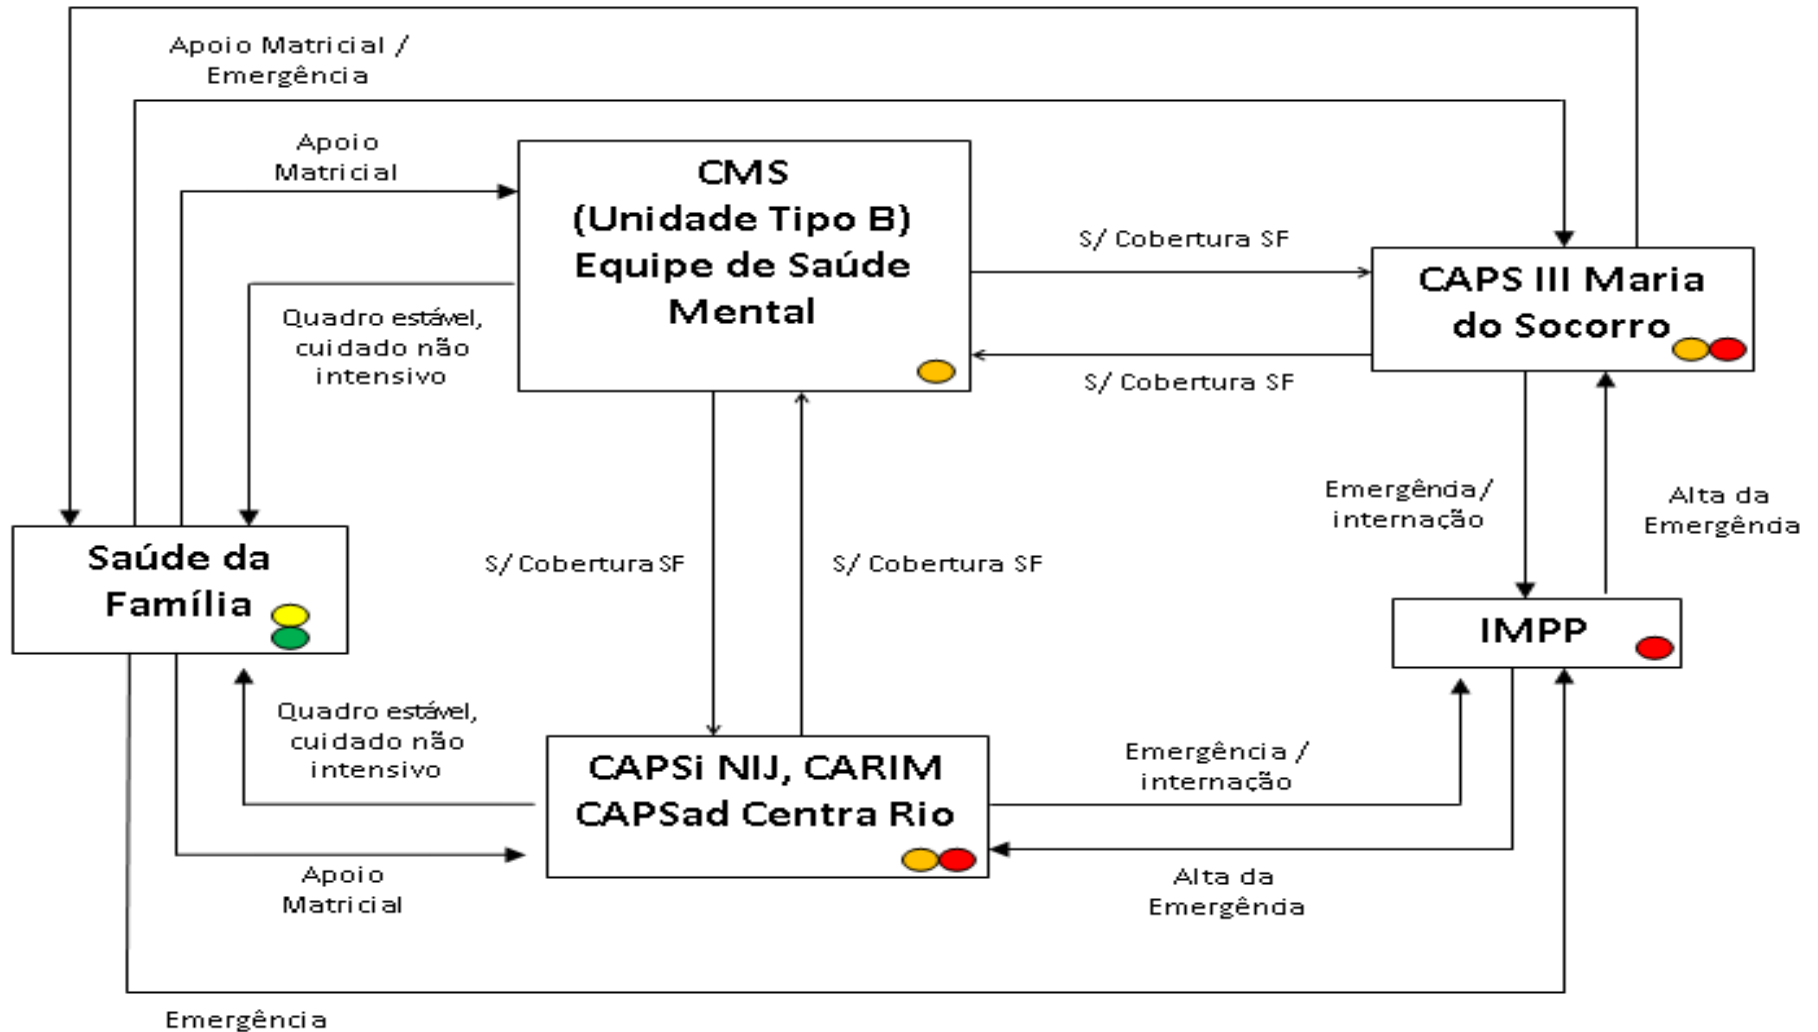 Apoio Matricial /
Emergência
Apoio
Matricial
CMS
(Unidade Tipo B)
Equipe de Saúde
Mental
S/ Cobertura SF
CAPS III Maria
do Socorro
Quadro estável,
cuidado não
intensivo
S/ Cobertura SF
Emergência/
internação
Alta da
Emergência
Saúde da
Família
S/ Cobertura SF
S/ Cobertura SF
IMPP
Quadro estável,
cuidado não
intensivo
CAPSi NIJ, CARIM
CAPSad Centra Rio
Emergência /
internação
Apoio
Matricial
Alta da
Emergência
Emergência